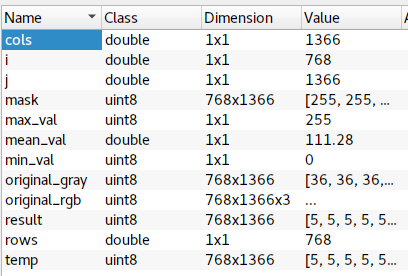 Name Class Dimension Value A
cols double 1x1 1366
i double 1x1 768
j double 1x1 1366
mask uint8 768x1366 [255, 255, ...
max_val uint8 1x1 255
mean_val double 1x1 111.28
min_val uint8 1x1 0
original_gray uint8 768x1366 [36, 36, 36,...
original_rgb uint8 768x1366x3 ...
result uint8 768x1366 [5, 5, 5, 5, 5...
rows double 1x1 768
temp uint8 768x1366 [5, 5, 5, 5, 5...